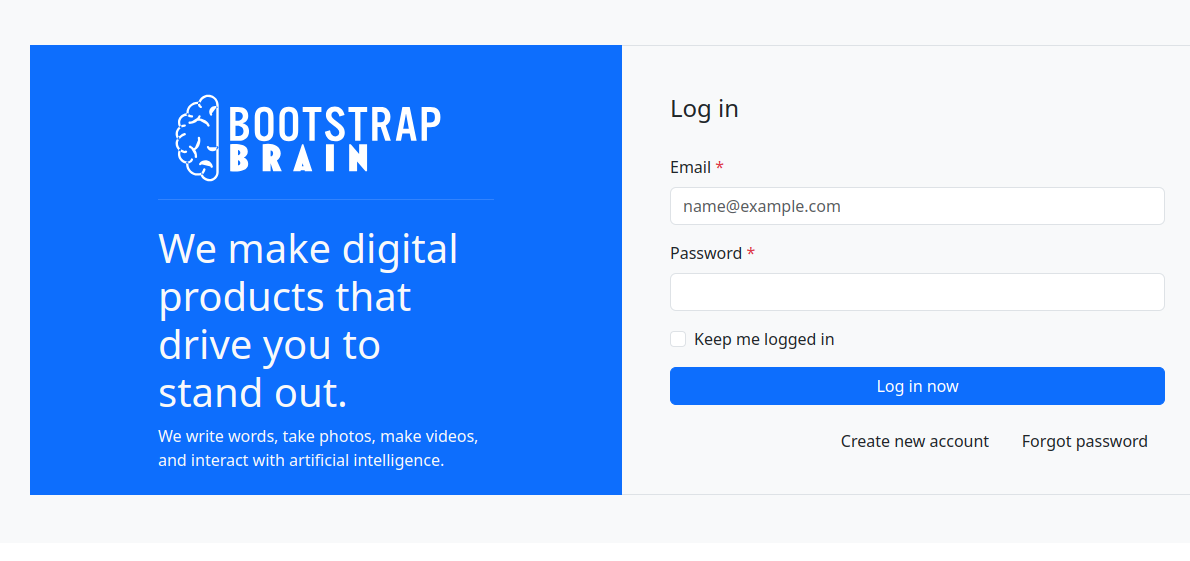 BOOTSTRAP
BRAIN
We make digital
products that
drive you to
stand out.
We write words, take photos, make videos,
and interact with artificial intelligence.
Log in
Email *
name@example.com
Password *
Keep me logged in
Log in now
Create new account
Forgot password